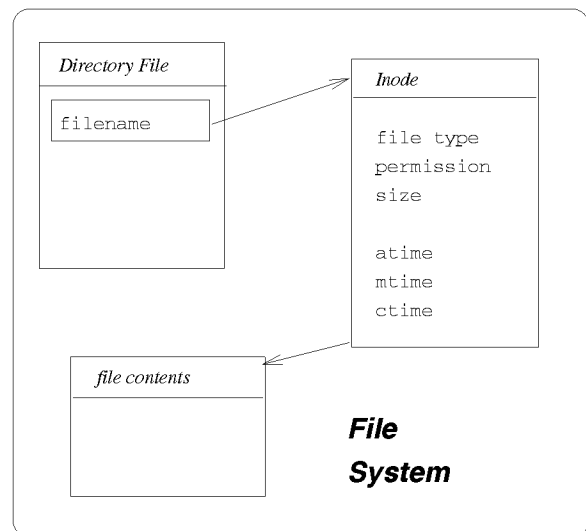 Directory File
filename
Inode
file type
permission
size
atime
mtime
ctime
file contents
File
System